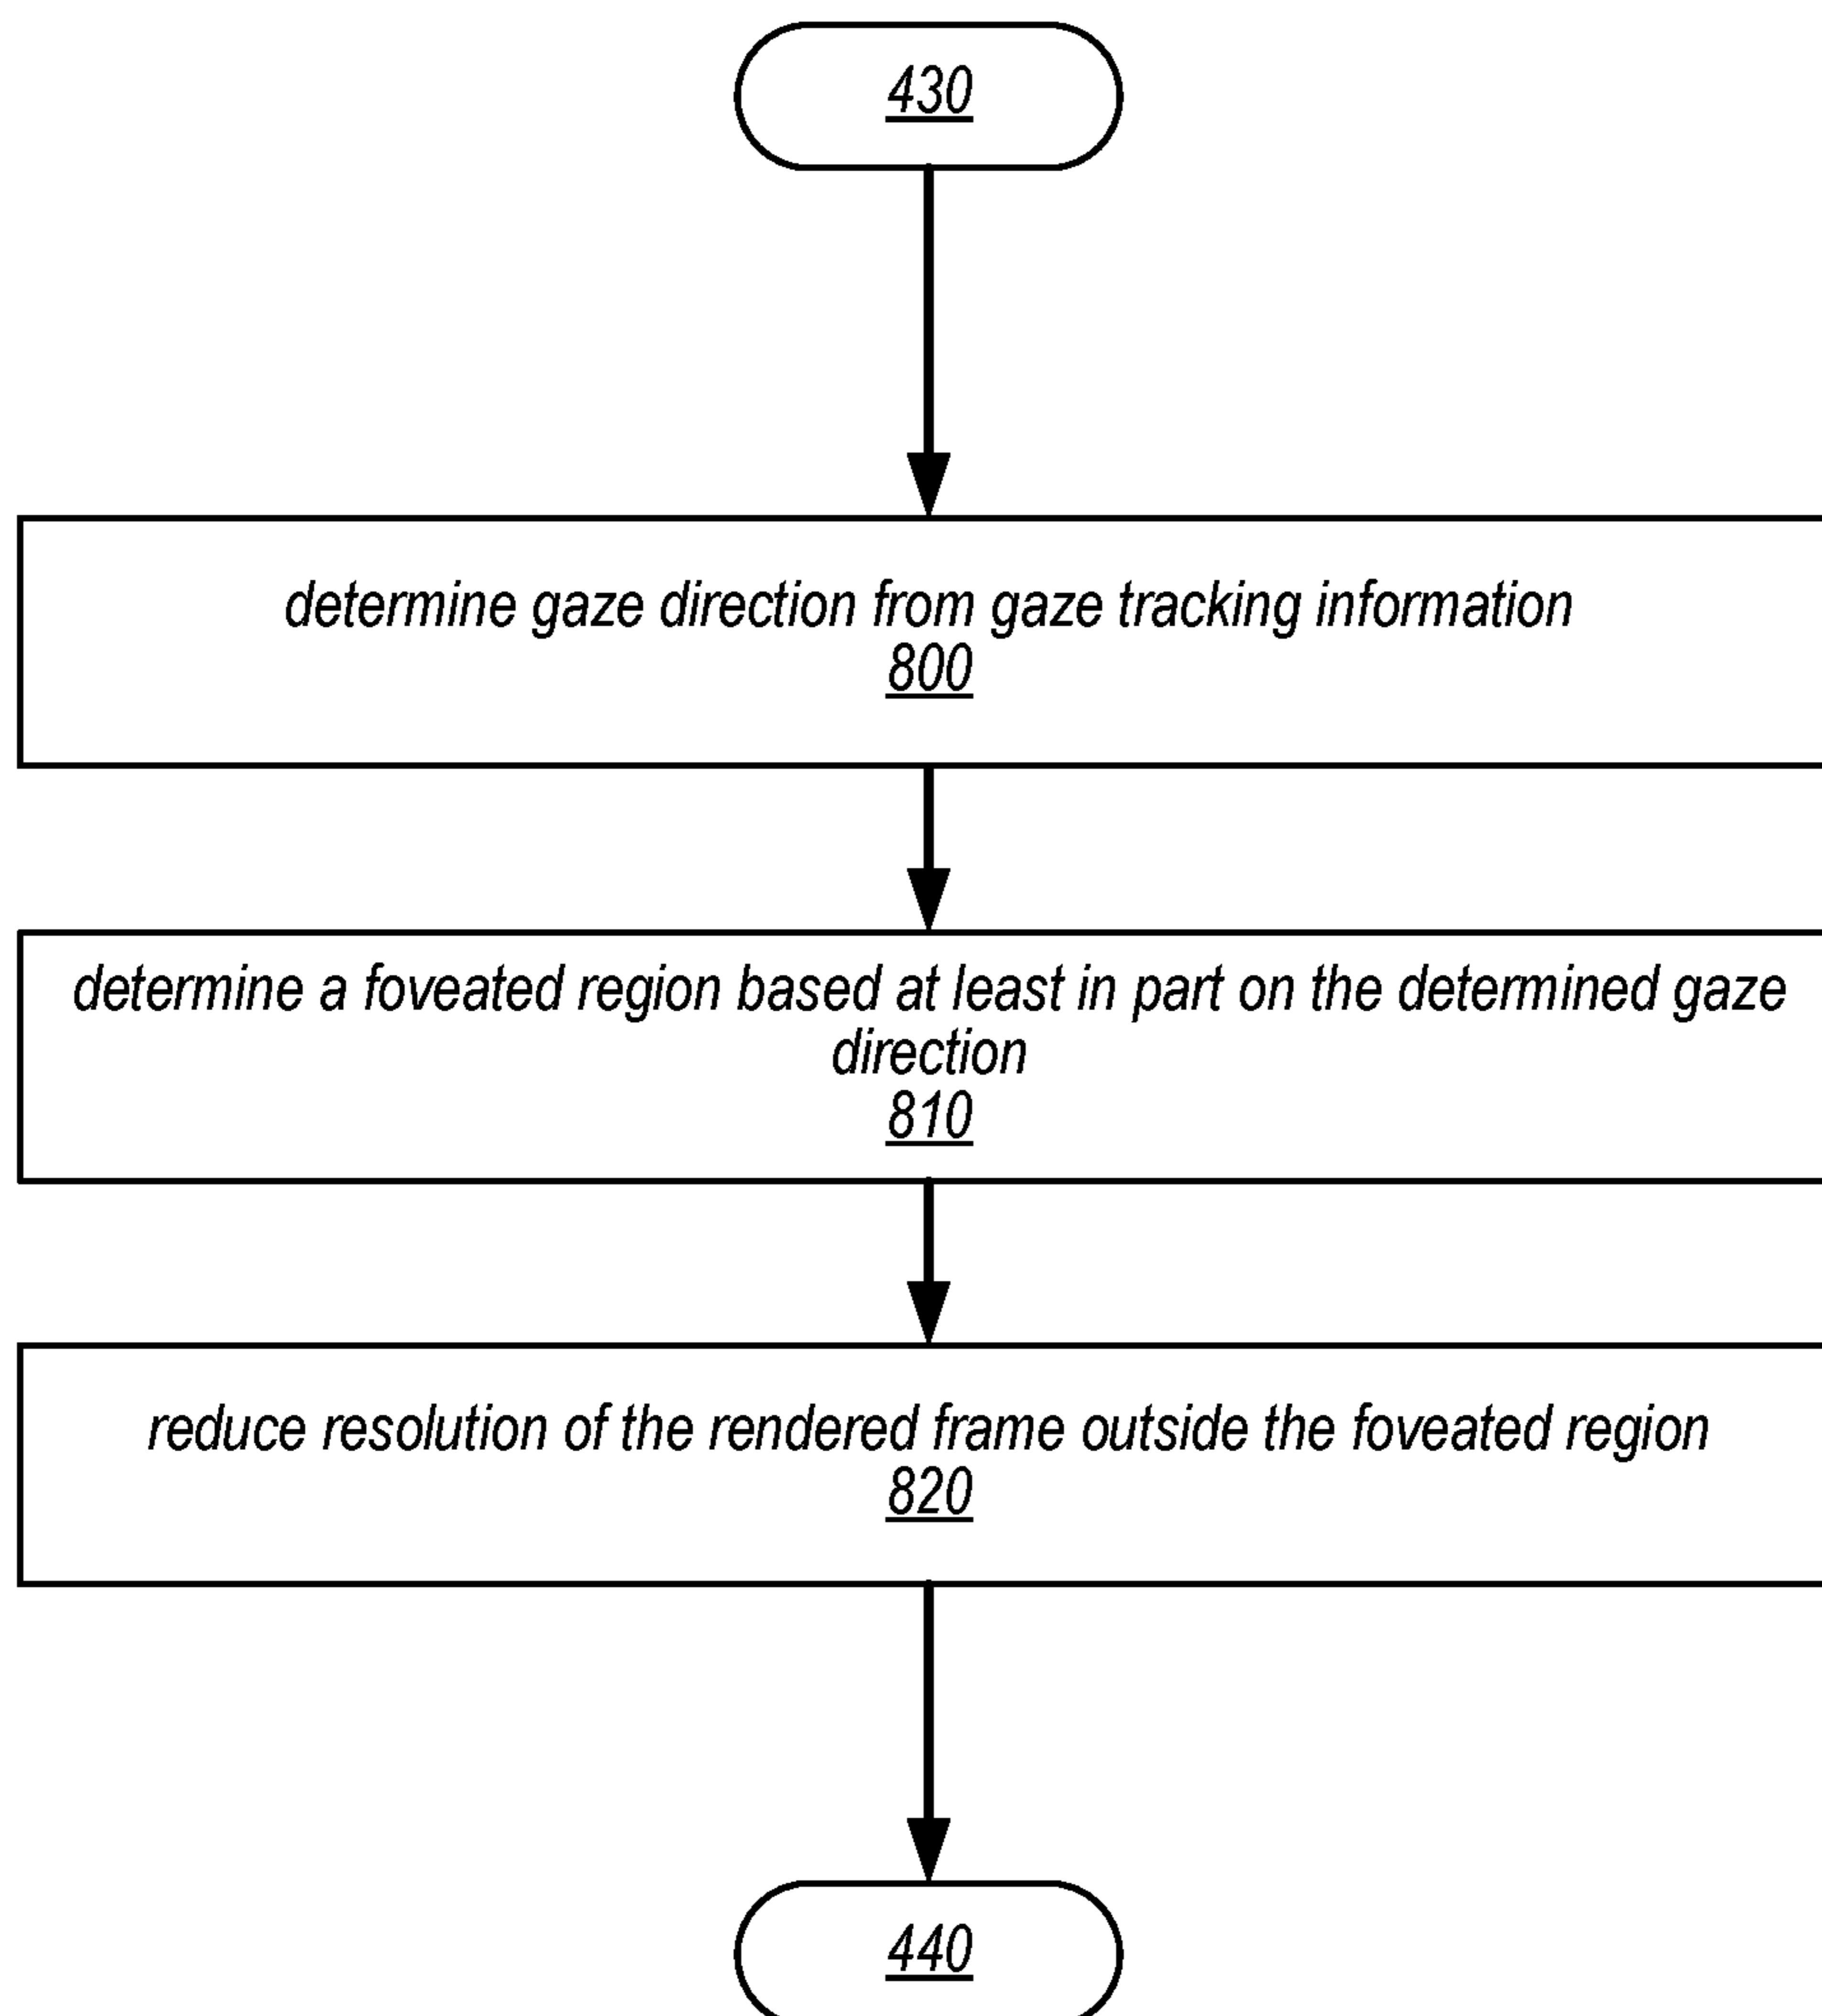 430
determine gaze direction from gaze tracking information
800
determine a foveated region based at least in part on the determined gaze
direction
810
reduce resolution of the rendered frame outside the foveated region
820
440